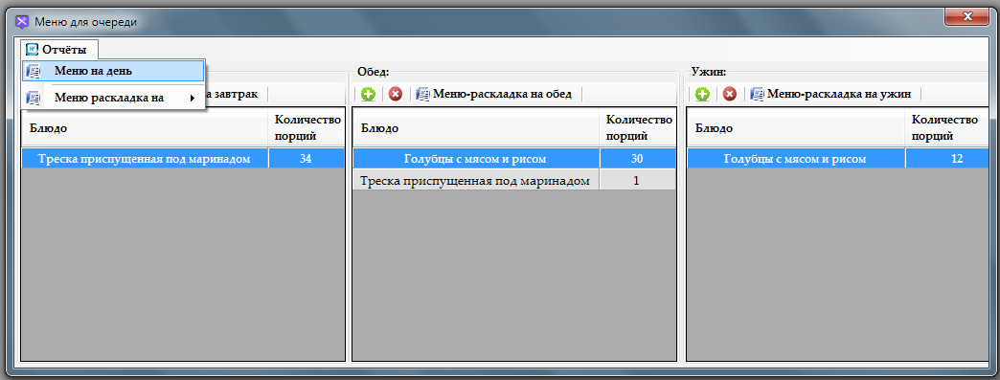 Меню для очереди
Отчёты
Меню на день
Меню раскладка на
а завтрак
Блюдо
Количество
порций
Треска приспущенная под маринадом 34
Обед:
Меню-раскладка на обед
Блюдо
Количество
порций
Голубцы с мясом и рисом 30
Треска приспущенная под маринадом 1
Ужин:
Меню-раскладка на ужин
Блюдо
Количество
порций
Голубцы с мясом и рисом 12